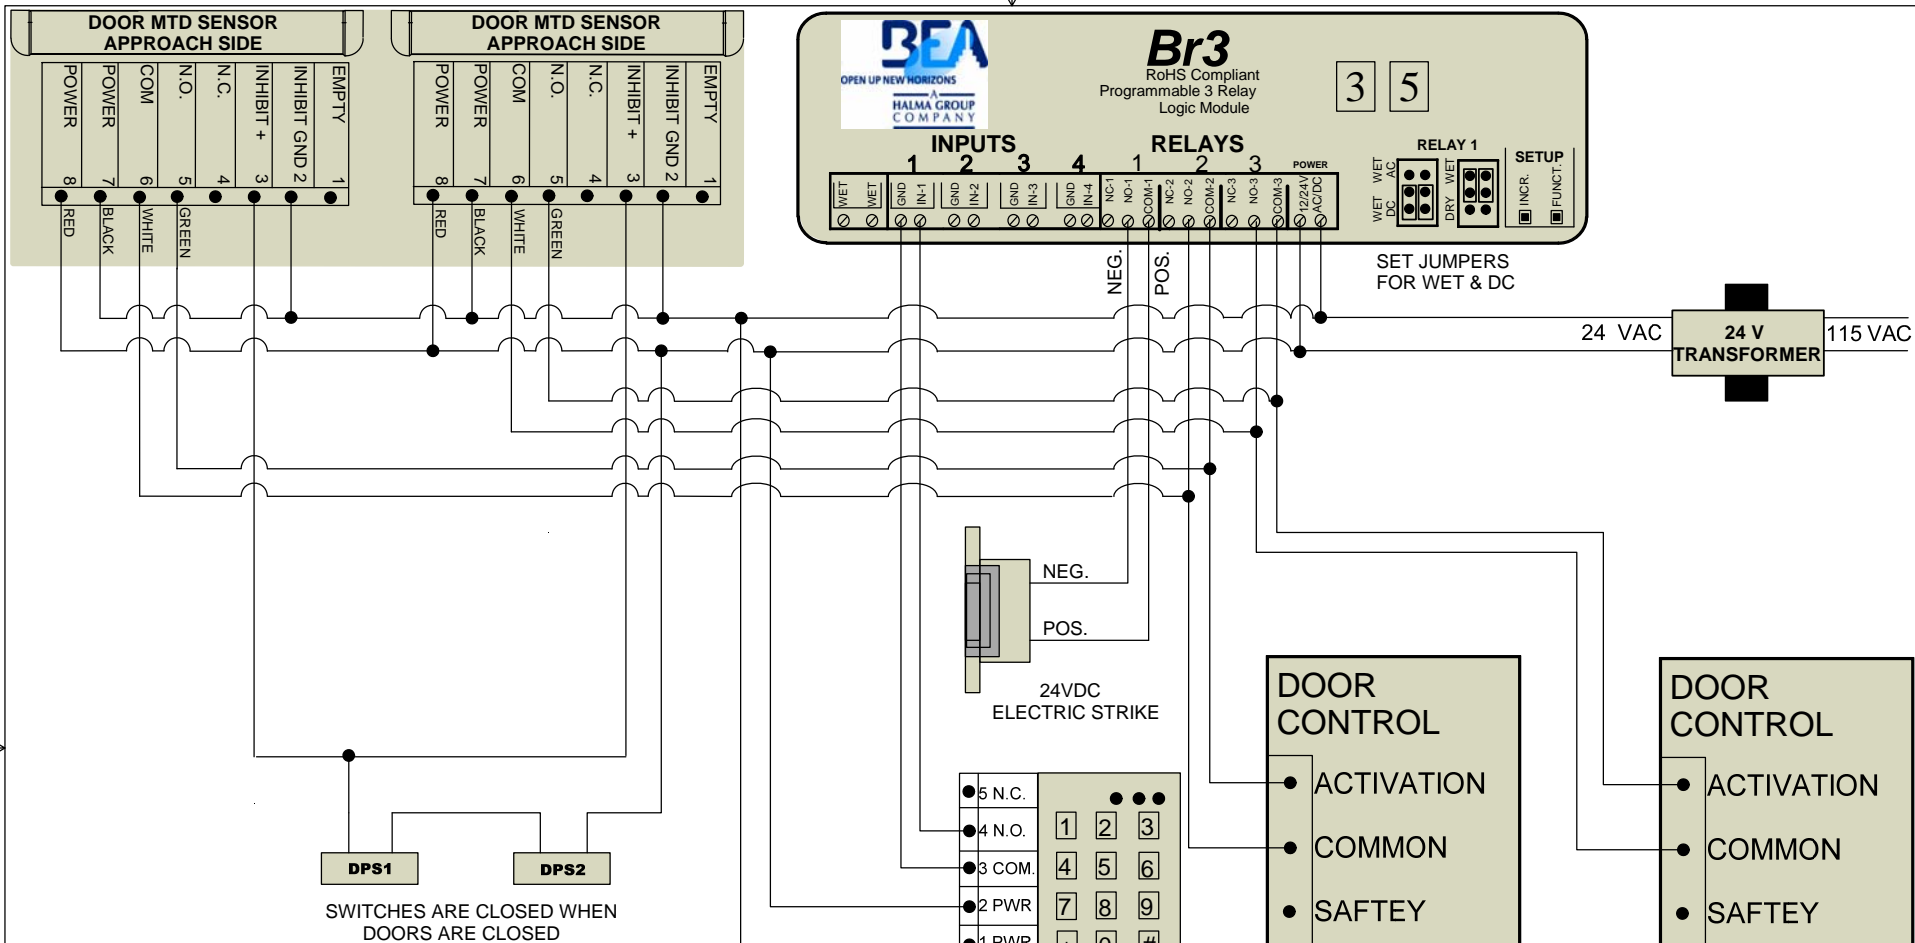 DOOR MTD SENSOR
APPROACH SIDE
EMPTY
INHIBIT GND
INHIBIT +
N.C.
N.O.
COM
POWER
POWER
8
7
6
5
4
3
2
1
RED
BLACK
WHITE
GREEN
DOOR MTD SENSOR
APPROACH SIDE
EMPTY
INHIBIT GND
INHIBIT +
N.C.
N.O.
COM
POWER
POWER
8
7
6
5
4
3
2
1
RED
BLACK
WHITE
GREEN
BEA
OPEN UP NEW HORIZONS
A
HALMA GROUP
COMPANY
Br3
RoHS Compliant
Programmable 3 Relay
Logic Module
3 5
INPUTS
1 2 3 4
RELAYS
1 2 3
POWER
WET
WET
GND
IN-1
GND
IN-2
GND
IN-3
GND
IN-4
NC-1
NO-1
COM-1
NC-2
NO-2
COM-2
NC-3
NO-3
COM-3
12/24V
AC/DC
RELAY 1
WET AC
WET DC
WET
DRY
SETUP
INCR.
FUNCT.
SET JUMPERS
FOR WET & DC
NEG.
POS.
24 VAC
24 V
TRANSFORMER
115 VAC
NEG.
POS.
24VDC
ELECTRIC STRIKE
DPS1
DPS2
SWITCHES ARE CLOSED WHEN
DOORS ARE CLOSED
5 N.C.
4 N.O.
3 COM.
2 PWR
1 PWR
1 2 3
4 5 6
7 8 9
* 0 #
DOOR
CONTROL
ACTIVATION
COMMON
SAFTEY
DOOR
CONTROL
ACTIVATION
COMMON
SAFTEY